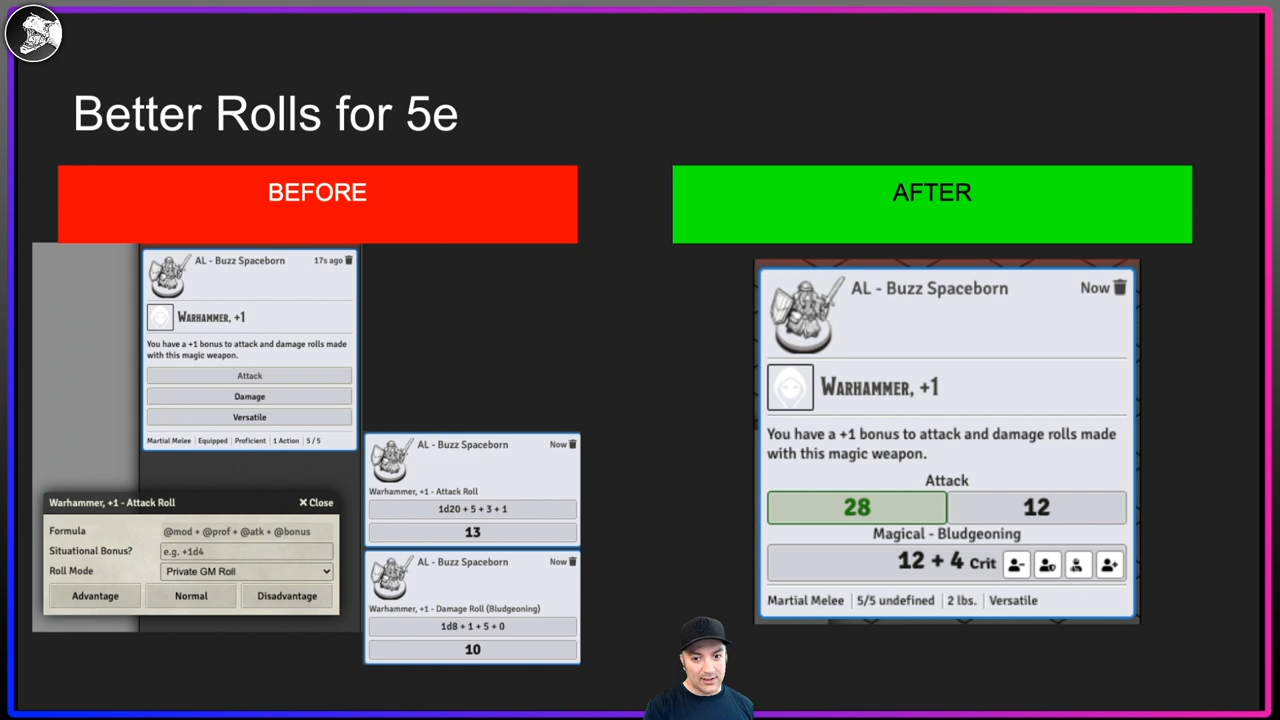 Better Rolls for 5e
BEFORE
AL - Buzz Spaceborn 17s ago
Warhammer, +1
You have a +1 bonus to attack and damage rolls made
with this magic weapon.
Attack
Damage
Versatile
Martial Melee Equipped Proficient 1 Action 5 / 5
Warhammer, +1 - Attack Roll Close
Formula @mod + @prof + @atk + @bonus
Situational Bonus? e.g. +1d4
Roll Mode Private GM Roll
Advantage Normal Disadvantage
AL - Buzz Spaceborn Now
Warhammer, +1 - Attack Roll
1d20 + 5 + 3 + 1
13
AL - Buzz Spaceborn Now
Warhammer, +1 - Damage Roll (Bludgeoning)
1d8 + 1 + 5 + 0
10
AFTER
AL - Buzz Spaceborn Now
Warhammer, +1
You have a +1 bonus to attack and damage rolls made
with this magic weapon.
Attack
28 12
Magical - Bludgeoning
12 + 4 Crit
Martial Melee 5/5 undefined 2 lbs. Versatile